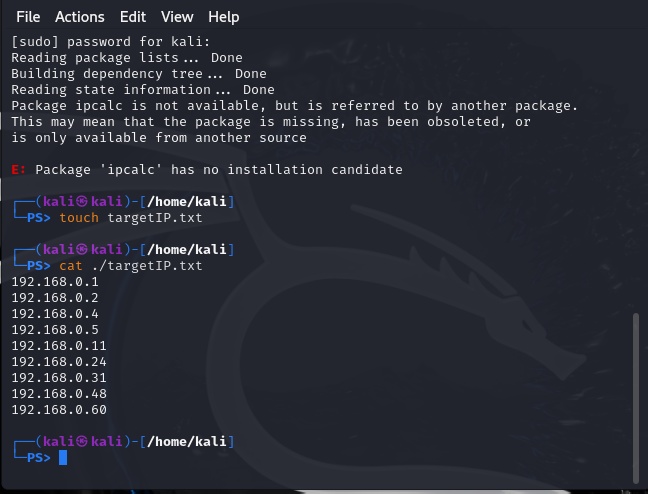 File Actions Edit View Help
[sudo] password for kali:
Reading package lists... Done
Building dependency tree... Done
Reading state information... Done
Package ipcalc is not available, but is referred to by another package.
This may mean that the package is missing, has been obsoleted, or
is only available from another source
E: Package 'ipcalc' has no installation candidate
┌──(kali㉿kali)-[/home/kali]
└─PS> touch targetIP.txt
┌──(kali㉿kali)-[/home/kali]
└─PS> cat ./targetIP.txt
192.168.0.1
192.168.0.2
192.168.0.4
192.168.0.5
192.168.0.11
192.168.0.24
192.168.0.31
192.168.0.48
192.168.0.60
┌──(kali㉿kali)-[/home/kali]
└─PS>